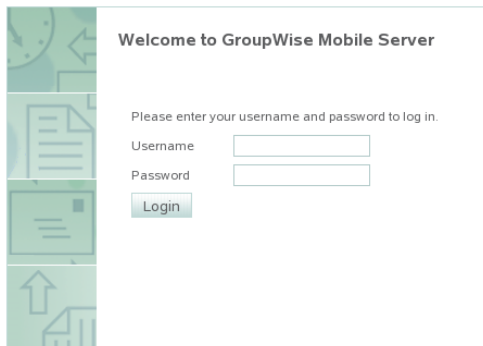 Welcome to GroupWise Mobile Server
Please enter your username and password to log in.
Username
Password
Login